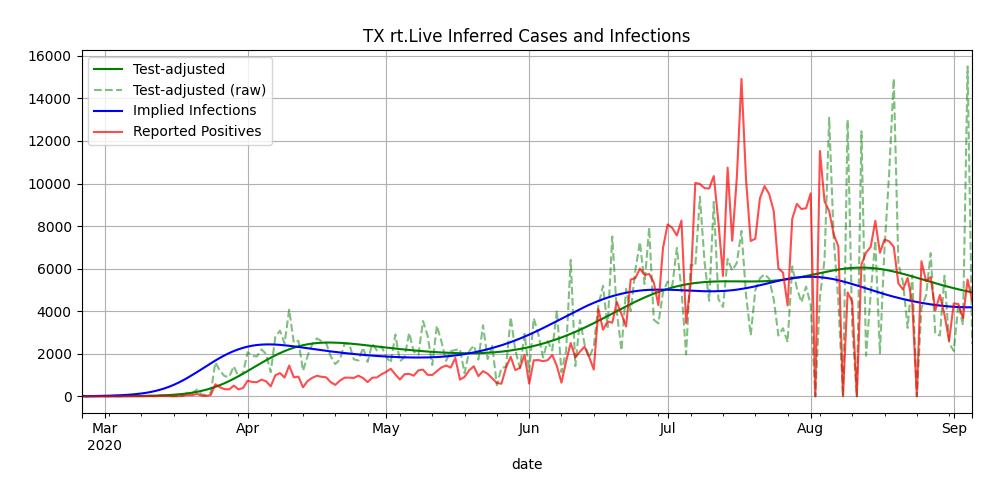 TX rt.Live Inferred Cases and Infections
16000
14000
12000
10000
8000
6000
4000
2000
0
Test-adjusted
Test-adjusted (raw)
Implied Infections
Reported Positives
Mar
2020
Apr
May
Jun
Jul
Aug
Sep
date